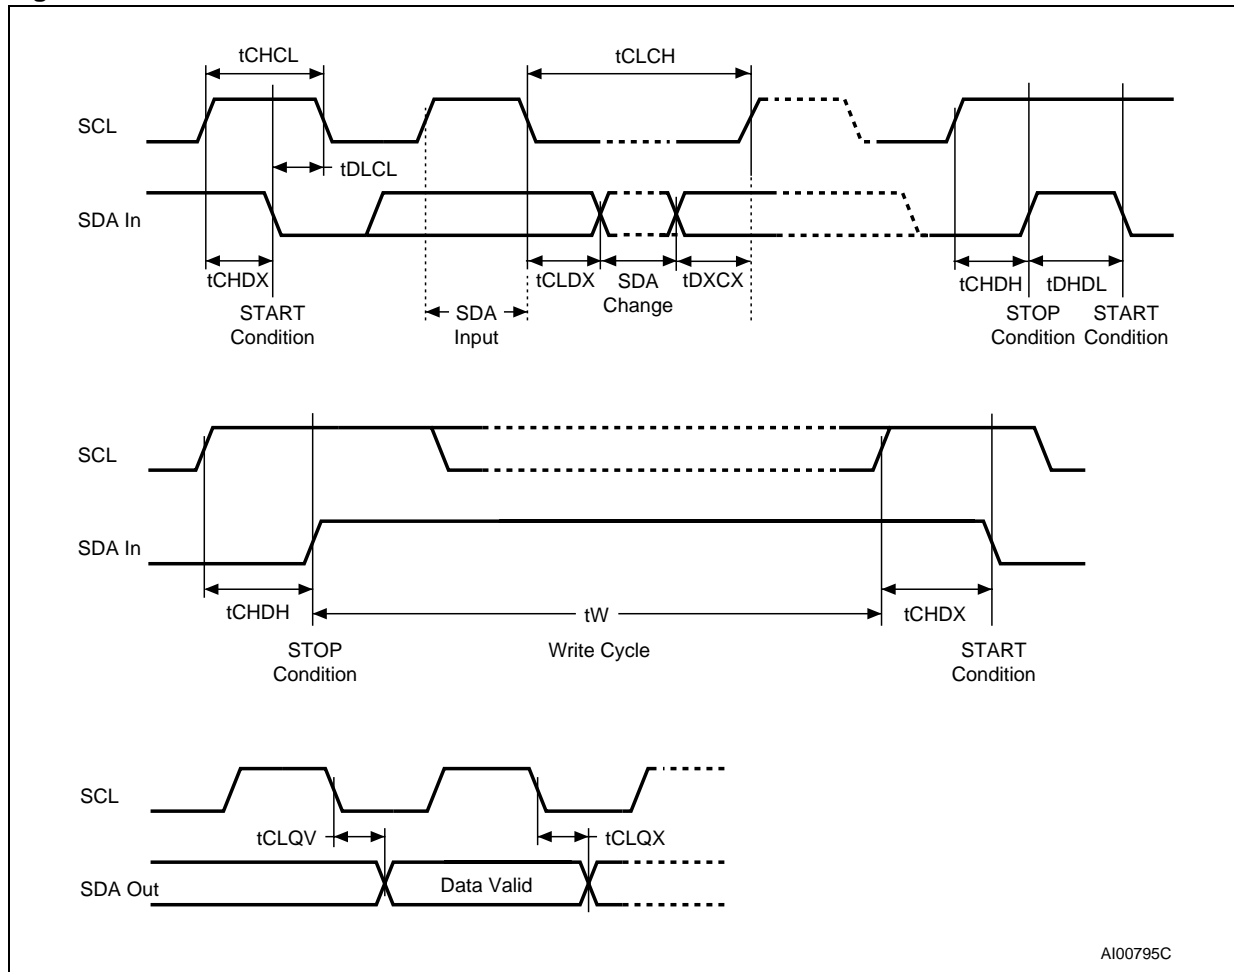 tCHCL
tCLCH
SCL
tDLCL
SDA In
tCHDX
tCLDX
SDA
Change
tDXCX
tCHDH
tDHDL
START
Condition
SDA
Input
STOP
Condition
START
Condition
SCL
SDA In
tCHDH
tW
tCHDX
STOP
Condition
Write Cycle
START
Condition
SCL
tCLQV
tCLQX
SDA Out
Data Valid
AI00795C